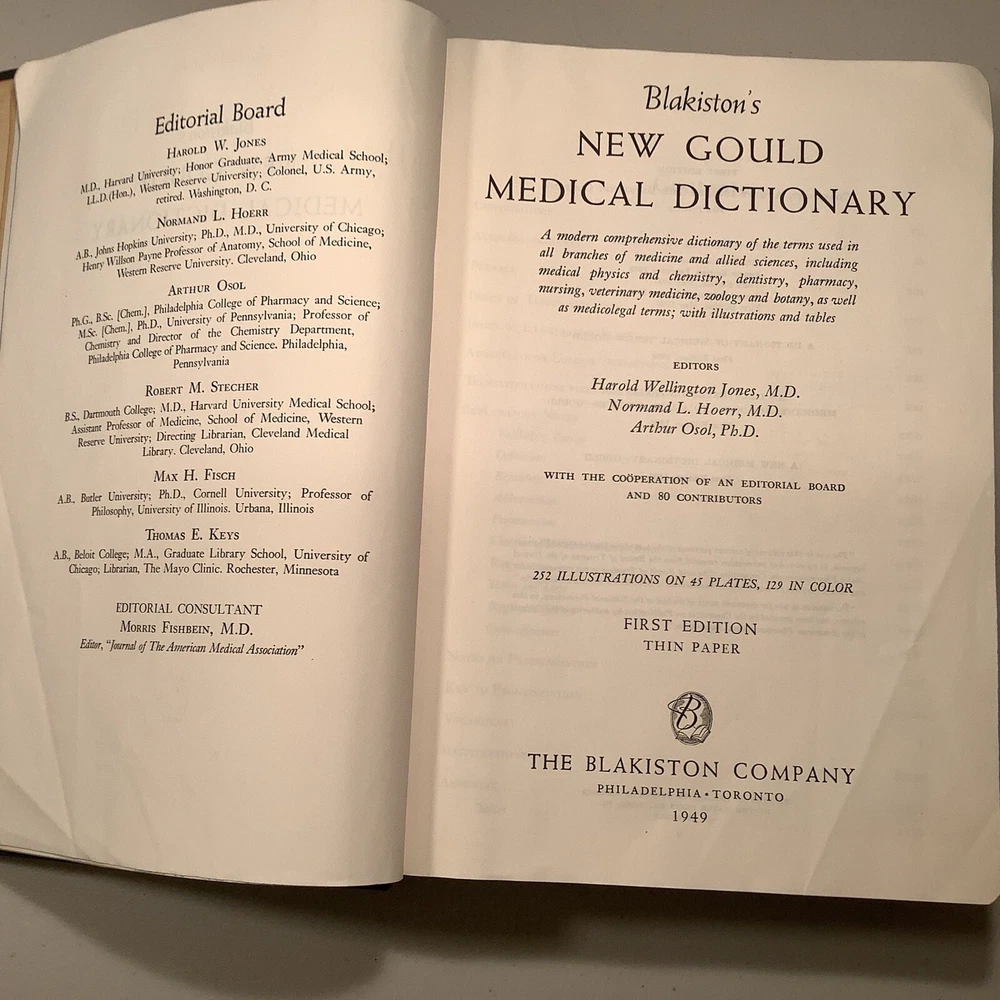 Editorial Board
HAROLD W. JONES
M.D., Harvard University; Honor Graduate, Army Medical School;
LL.D.(Hon.), Western Reserve University; Colonel, U.S. Army,
retired. Washington, D. C.
NORMAND L. HOERR
A.B., Johns Hopkins University; Ph.D., M.D., University of Chicago;
Henry Willson Payne Professor of Anatomy, School of Medicine,
Western Reserve University. Cleveland, Ohio
ARTHUR OSOL
Ph.G., B.Sc. [Chem.], Philadelphia College of Pharmacy and Science;
M.Sc. [Chem.], Ph.D., University of Pennsylvania; Professor of
Chemistry and Director of the Chemistry Department,
Philadelphia College of Pharmacy and Science. Philadelphia,
Pennsylvania
ROBERT M. STECHER
B.S., Dartmouth College; M.D., Harvard University Medical School;
Assistant Professor of Medicine, School of Medicine, Western
Reserve University; Directing Librarian, Cleveland Medical
Library. Cleveland, Ohio
MAX H. FISCH
A.B., Butler University; Ph.D., Cornell University; Professor of
Philosophy, University of Illinois. Urbana, Illinois
THOMAS E. KEYS
A.B., Beloit College; M.A., Graduate Library School, University of
Chicago; Librarian, The Mayo Clinic. Rochester, Minnesota
EDITORIAL CONSULTANT
MORRIS FISHBEIN, M.D.
Editor, "Journal of The American Medical Association"
Blakiston's
NEW GOULD
MEDICAL DICTIONARY
A modern comprehensive dictionary of the terms used in
all branches of medicine and allied sciences, including
medical physics and chemistry, dentistry, pharmacy,
nursing, veterinary medicine, zoology and botany, as well
as medicolegal terms; with illustrations and tables
EDITORS
Harold Wellington Jones, M.D.
Normand L. Hoerr, M.D.
Arthur Osol, Ph.D.
WITH THE COÖPERATION OF AN EDITORIAL BOARD
AND 80 CONTRIBUTORS
252 ILLUSTRATIONS ON 45 PLATES, 129 IN COLOR
FIRST EDITION
THIN PAPER
B
THE BLAKISTON COMPANY
PHILADELPHIA • TORONTO
1949